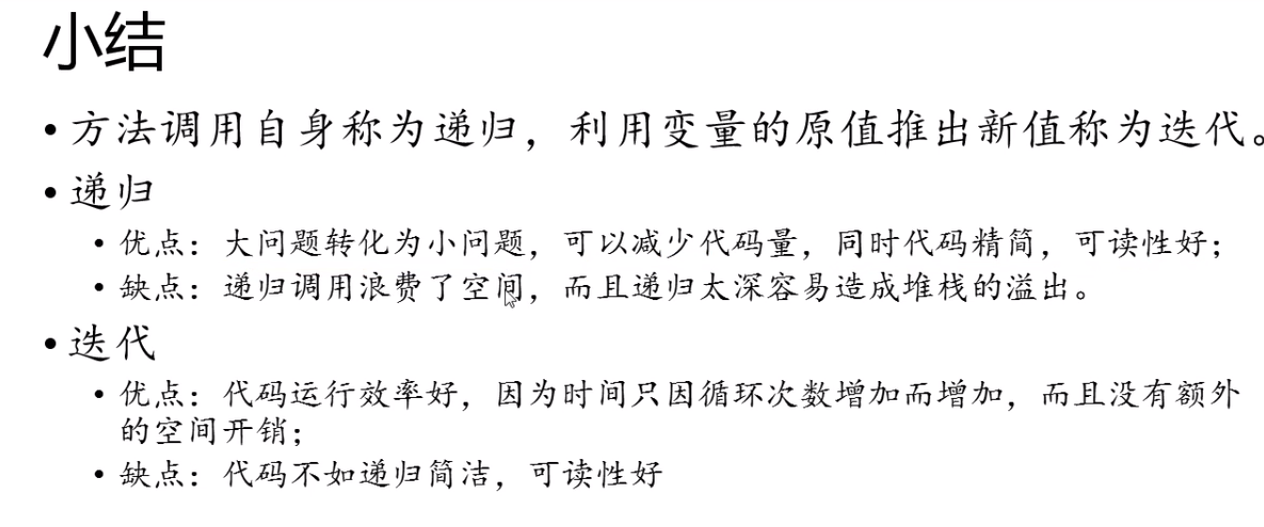 小结
• 方法调用自身称为递归，利用变量的原值推出新值称为迭代。
• 递归
• 优点：大问题转化为小问题，可以减少代码量，同时代码精简，可读性好；
• 缺点：递归调用浪费了空间，而且递归太深容易造成堆栈的溢出。
• 迭代
• 优点：代码运行效率好，因为时间只因循环次数增加而增加，而且没有额外
的空间开销；
• 缺点：代码不如递归简洁，可读性好